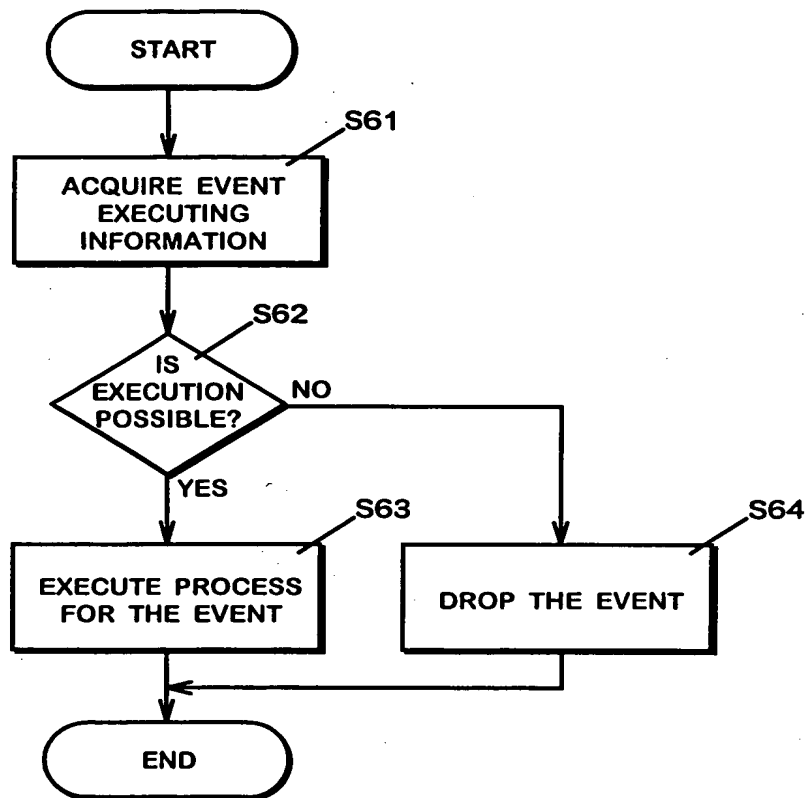 START
S61
ACQUIRE EVENT
EXECUTING
INFORMATION
S62
IS
EXECUTION
POSSIBLE?
NO
YES
S63
EXECUTE PROCESS
FOR THE EVENT
S64
DROP THE EVENT
END